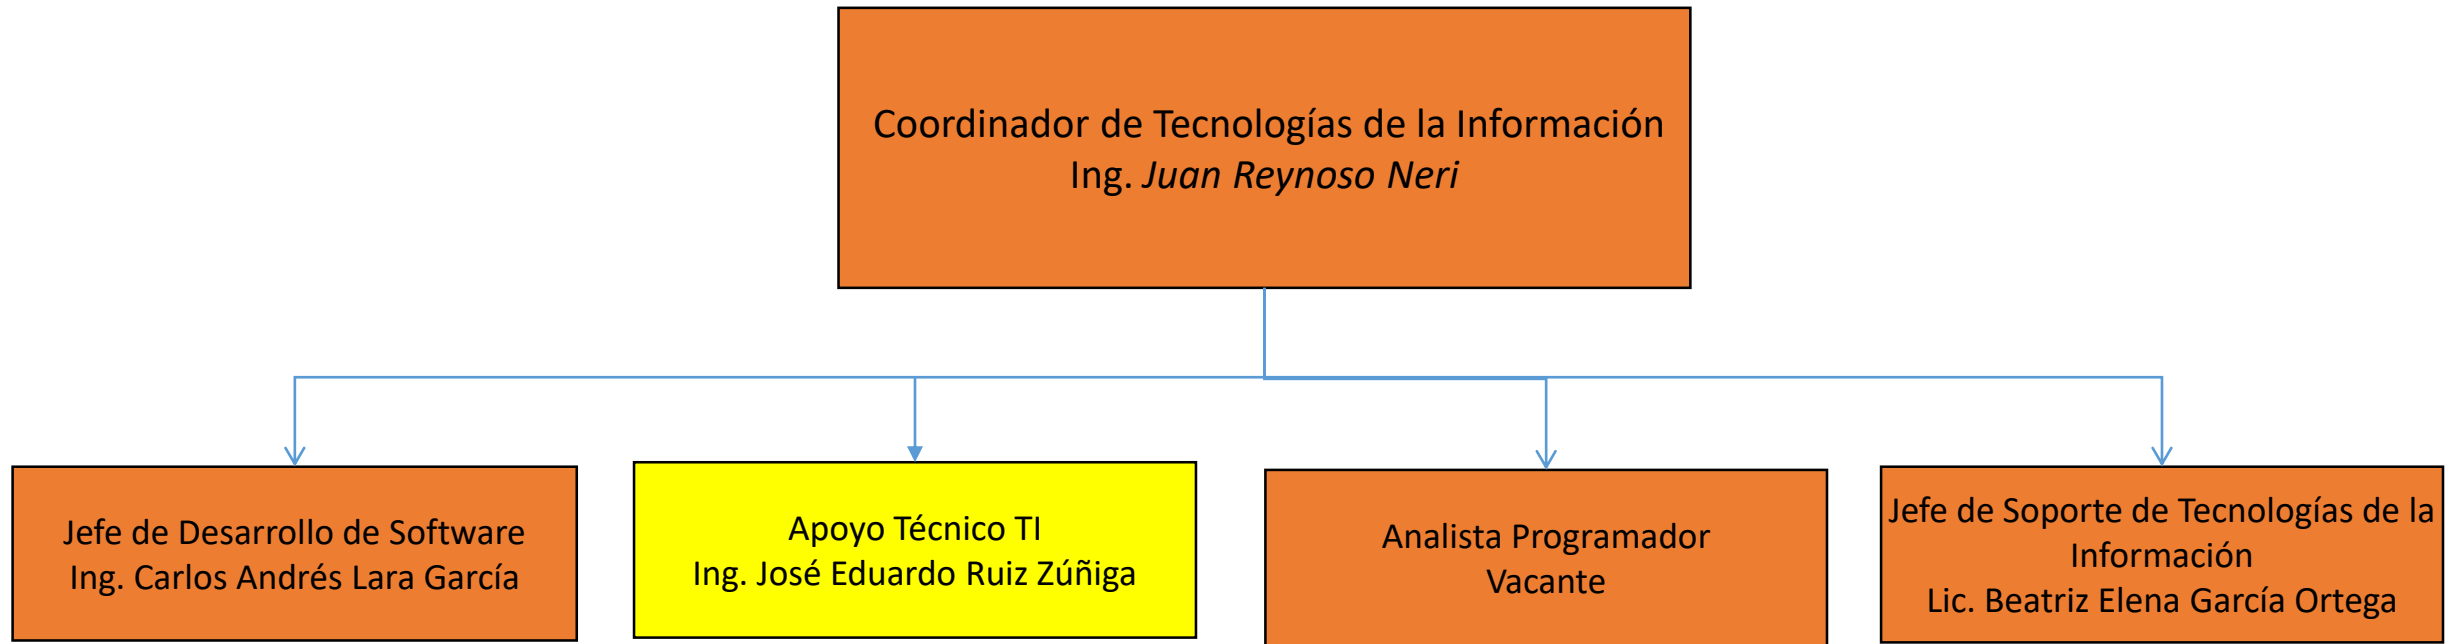 Coordinador de Tecnologías de la Información
Ing. Juan Reynoso Neri
Jefe de Desarrollo de Software
Ing. Carlos Andrés Lara García
Apoyo Técnico TI
Ing. José Eduardo Ruiz Zúñiga
Analista Programador
Vacante
Jefe de Soporte de Tecnologías de la
Información
Lic. Beatriz Elena García Ortega